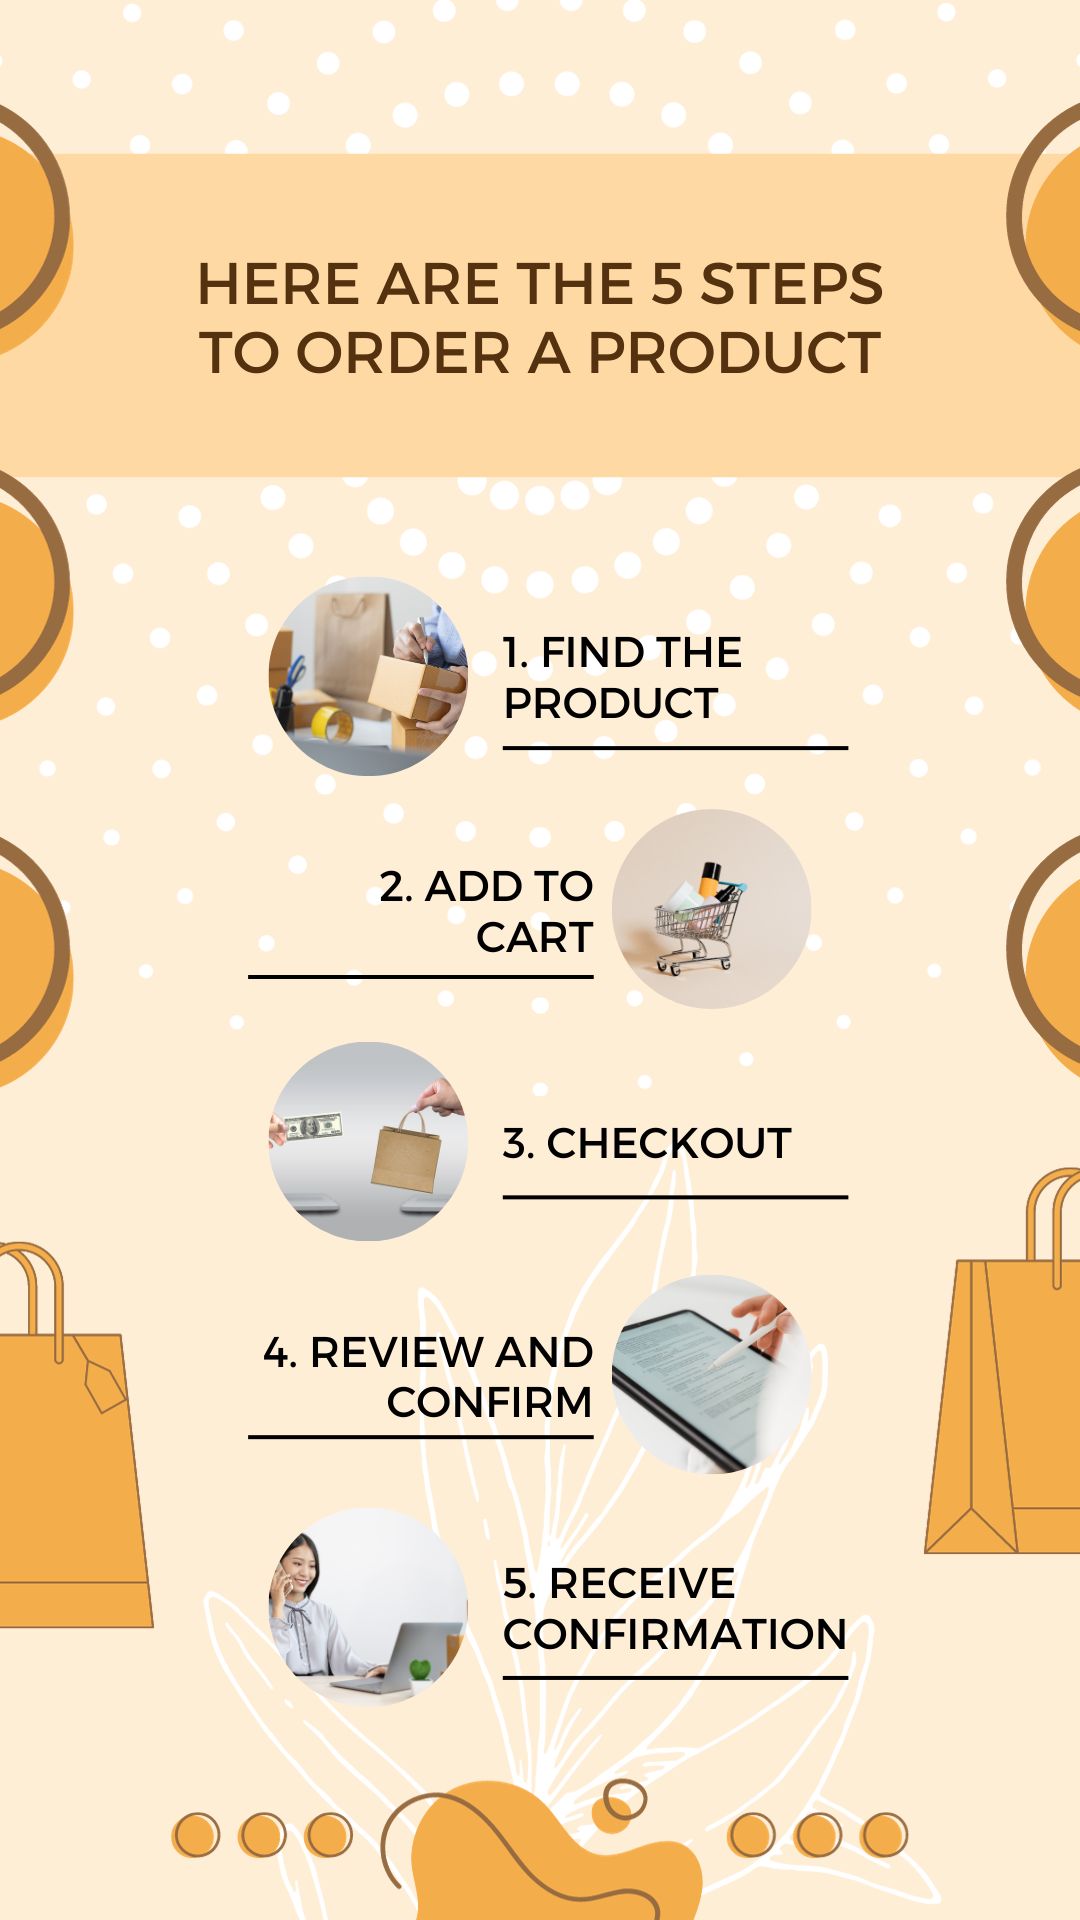 HERE ARE THE 5 STEPS
TO ORDER A PRODUCT
1. FIND THE
PRODUCT
2. ADD TO
CART
3. CHECKOUT
4. REVIEW AND
CONFIRM
5. RECEIVE
CONFIRMATION